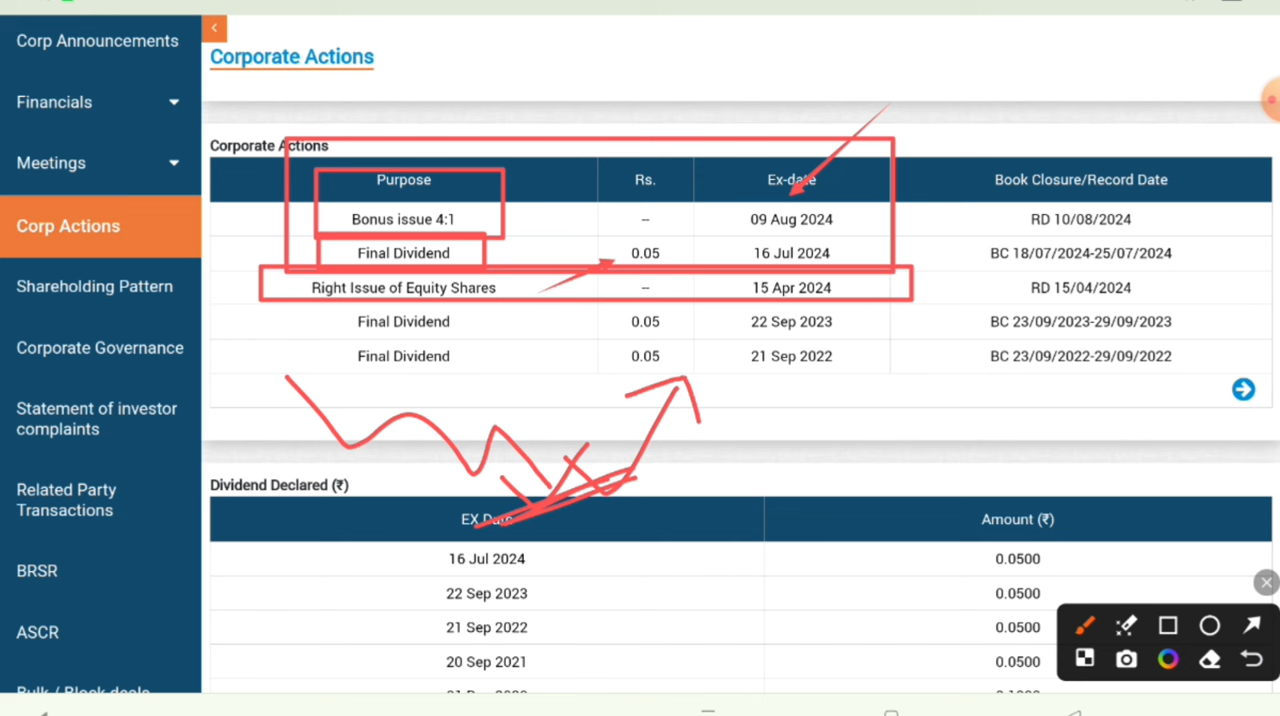 Corp Announcements
Financials
Meetings
Corp Actions
Shareholding Pattern
Corporate Governance
Statement of investor
complaints
Related Party
Transactions
BRSR
ASCR
Bulk / Block deals
Corporate Actions
Corporate Actions
Purpose Rs. Ex-date Book Closure/Record Date
Bonus issue 4:1 -- 09 Aug 2024 RD 10/08/2024
Final Dividend 0.05 16 Jul 2024 BC 18/07/2024-25/07/2024
Right Issue of Equity Shares -- 15 Apr 2024 RD 15/04/2024
Final Dividend 0.05 22 Sep 2023 BC 23/09/2023-29/09/2023
Final Dividend 0.05 21 Sep 2022 BC 23/09/2022-29/09/2022
Dividend Declared (₹)
EX Date Amount (₹)
16 Jul 2024 0.0500
22 Sep 2023 0.0500
21 Sep 2022 0.0500
20 Sep 2021 0.0500